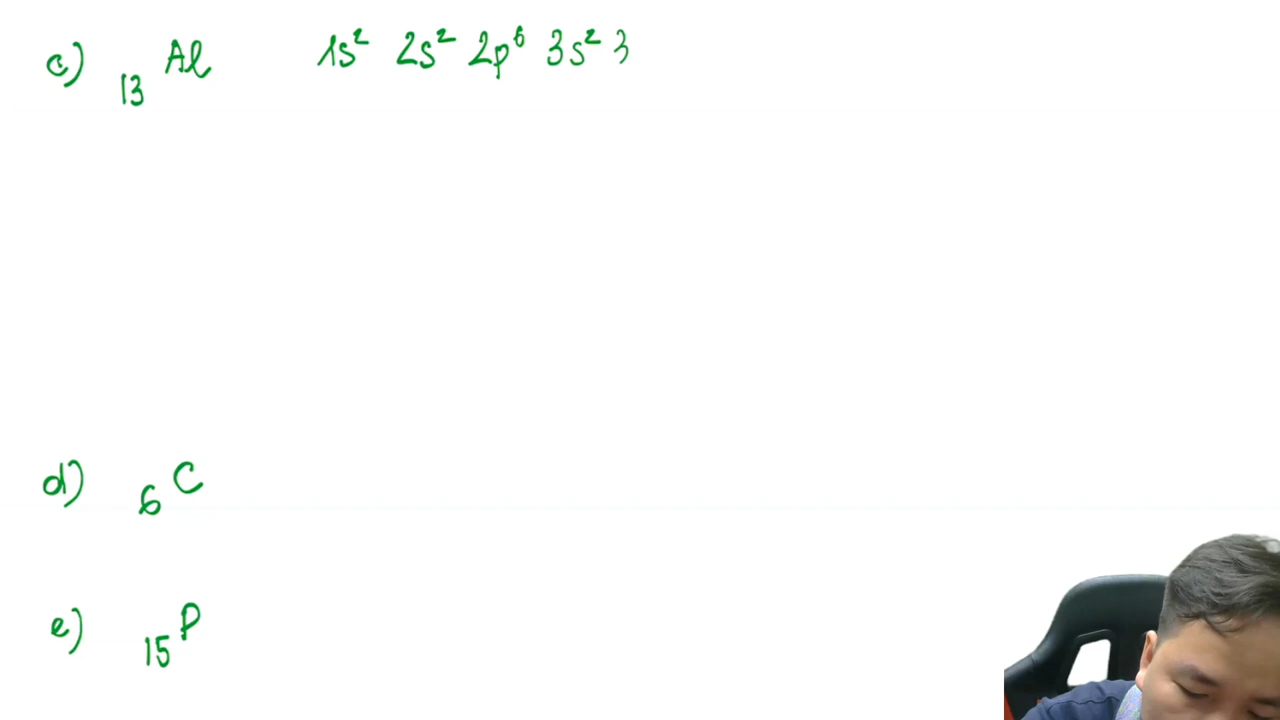 c) ₁₃Al 1s² 2s² 2p⁶ 3s² 3
d) ₆C
e) ₁₅P